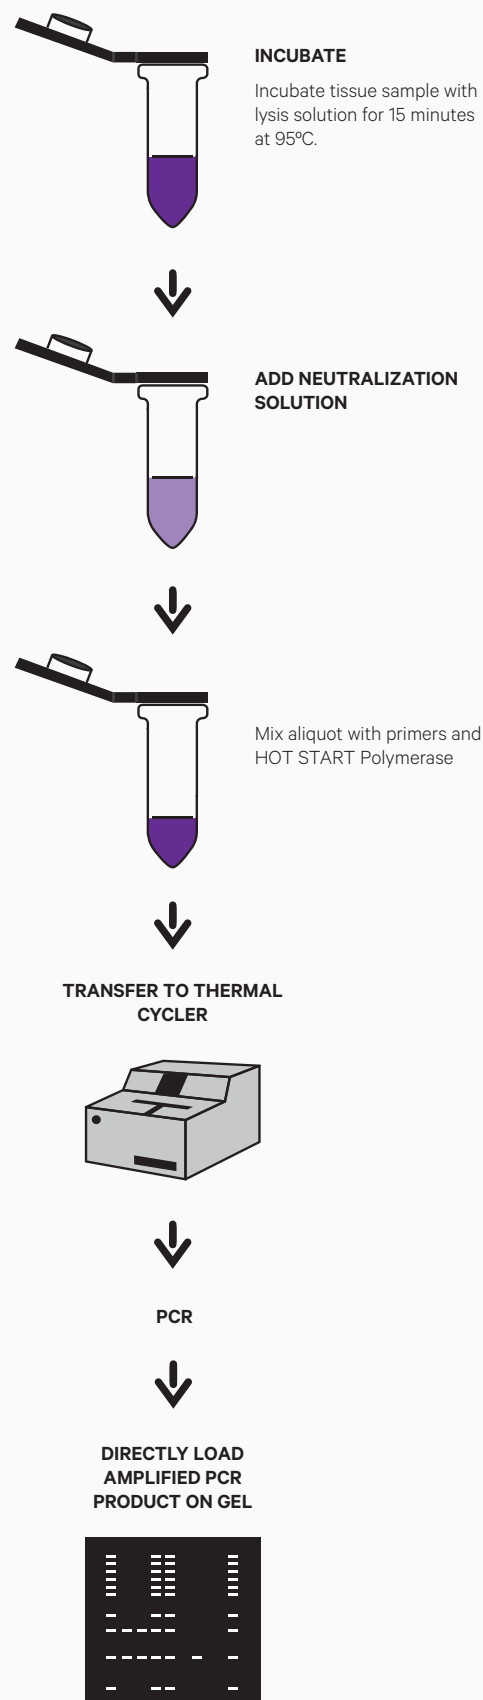 INCUBATE
Incubate tissue sample with
lysis solution for 15 minutes
at 95ºC.
ADD NEUTRALIZATION
SOLUTION
Mix aliquot with primers and
HOT START Polymerase
TRANSFER TO THERMAL
CYCLER
PCR
DIRECTLY LOAD
AMPLIFIED PCR
PRODUCT ON GEL